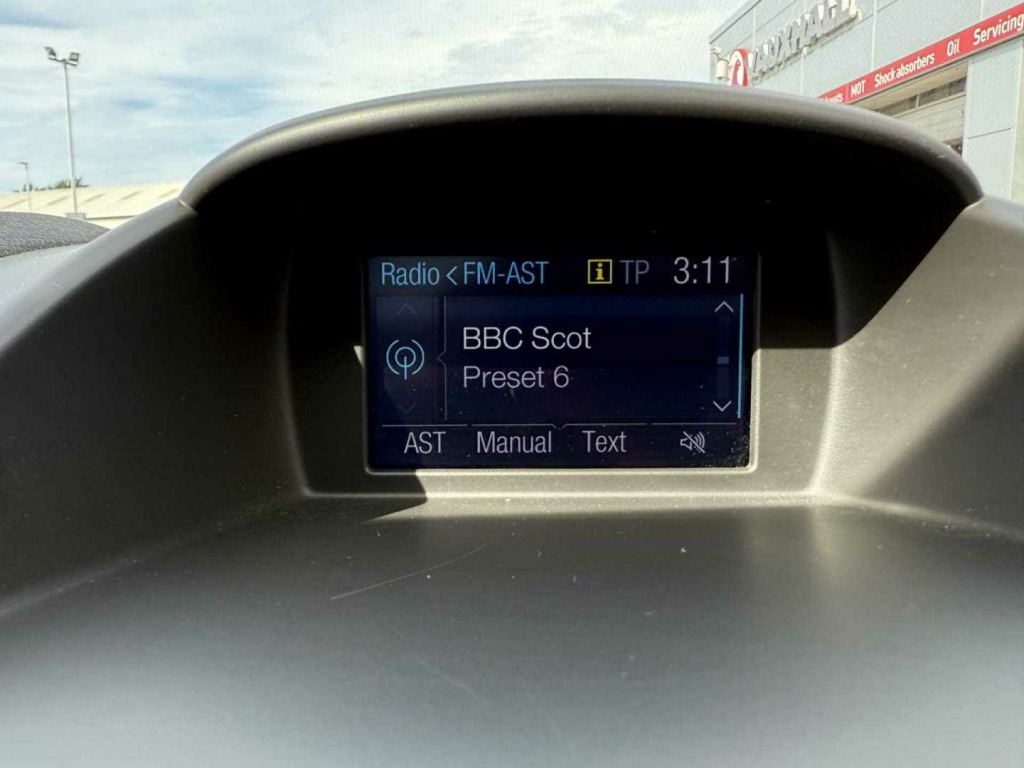 VAUXHALL
MOT Shock absorbers Oil Servicing
Radio < FM-AST i TP 3:11
BBC Scot
Preset 6
AST Manual Text